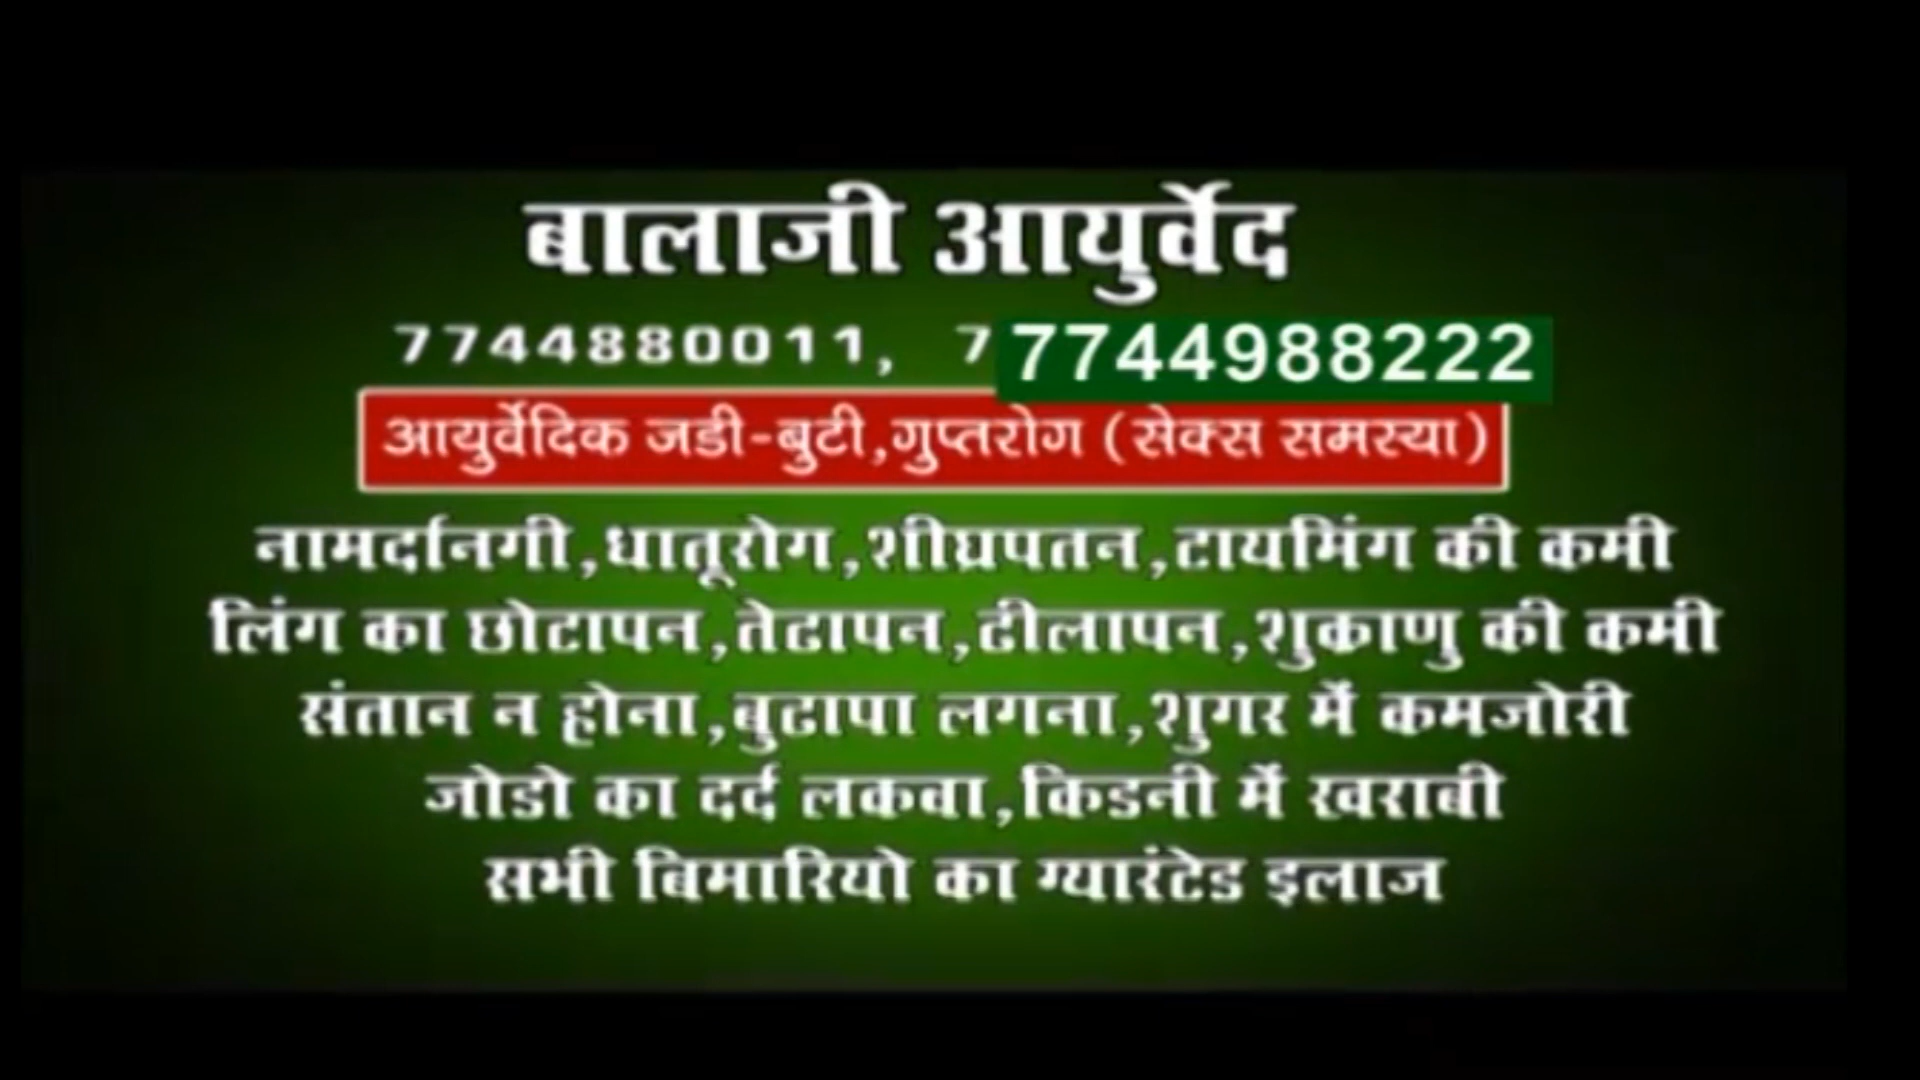 बालाजी आयुर्वेद
7744880011, 7 7744988222
आयुर्वेदिक जडी-बुटी,गुप्तरोग (सेक्स समस्या)
नामर्दानगी,धातूरोग,शीघ्रपतन,टायमिंग की कमी
लिंग का छोटापन,तेढापन,ढीलापन,शुक्राणु की कमी
संतान न होना,बुढापा लगना,शुगर में कमजोरी
जोडो का दर्द लकवा,किडनी में खराबी
सभी बिमारियो का ग्यारंटेड इलाज